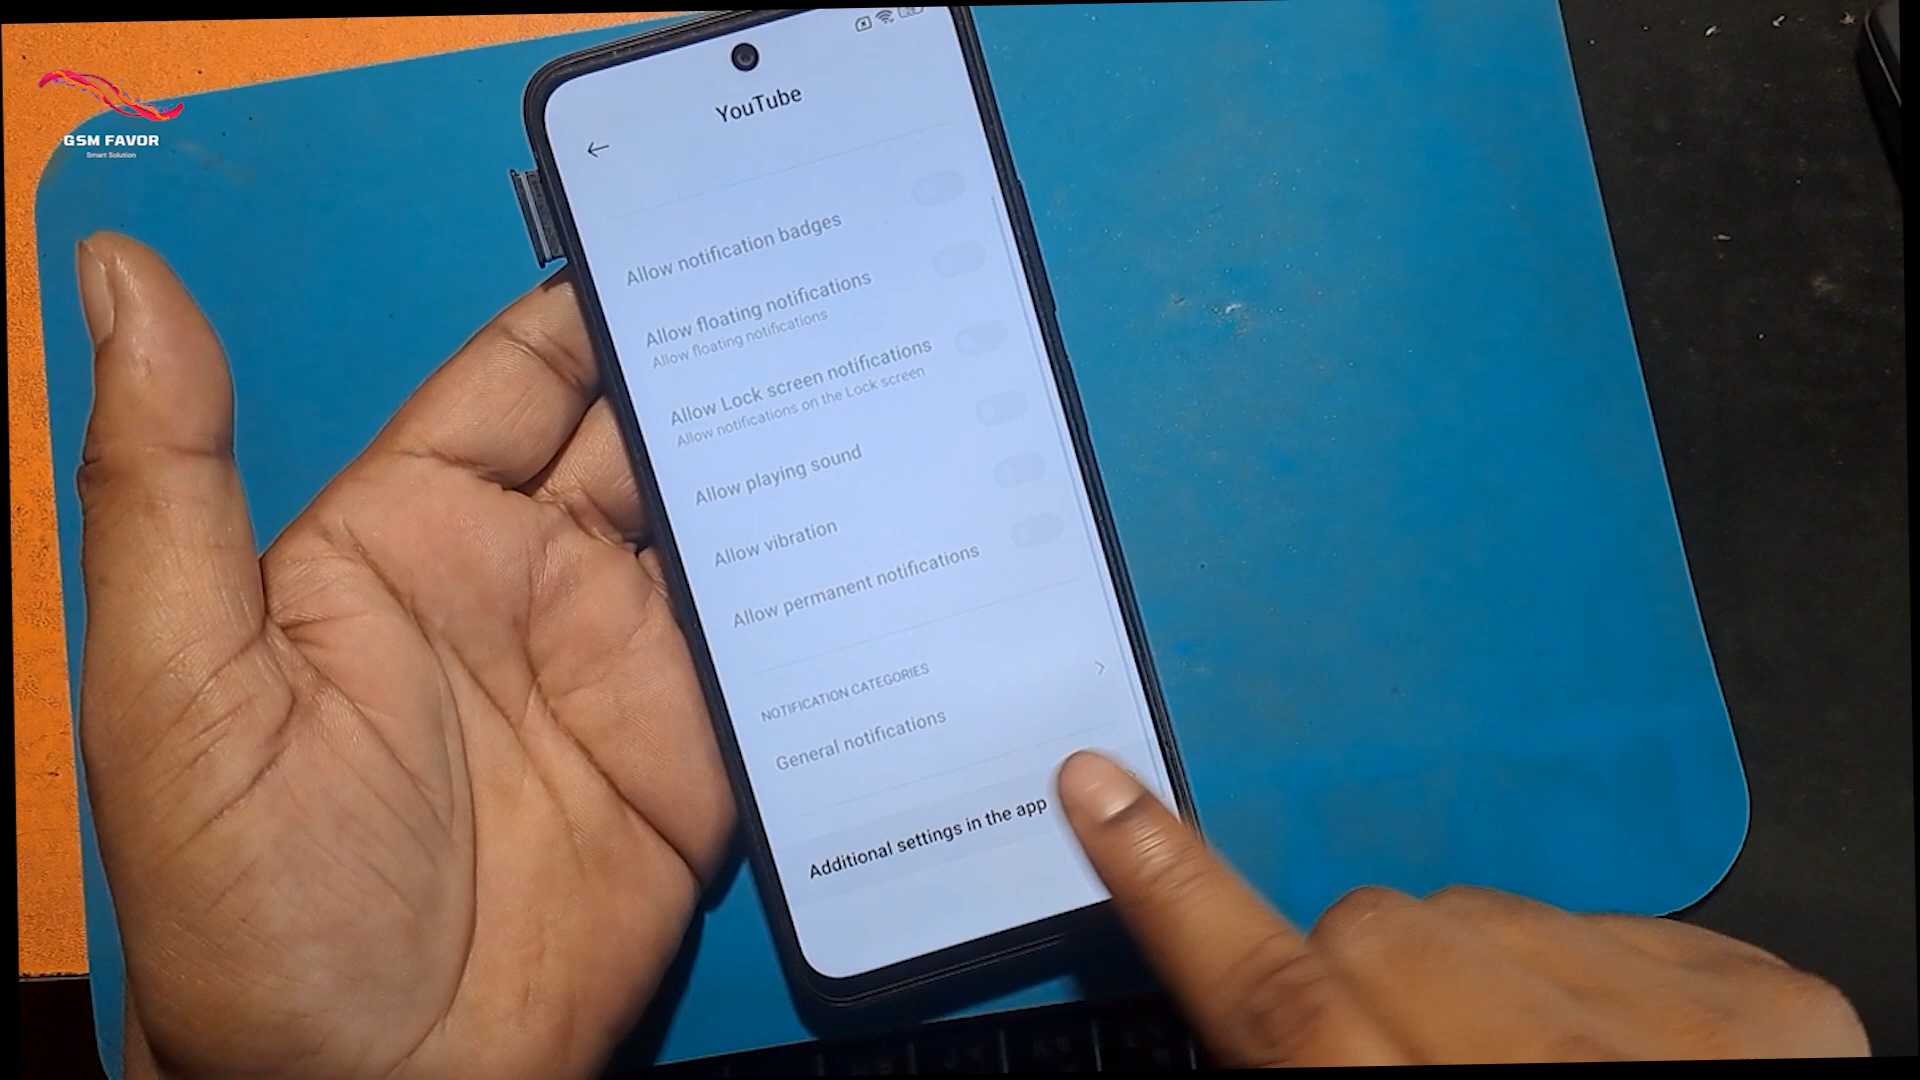 GSM FAVOR
Smart Solution
YouTube
Allow notification badges
Allow floating notifications
Allow floating notifications
Allow Lock screen notifications
Allow notifications on the Lock screen
Allow playing sound
Allow vibration
Allow permanent notifications
NOTIFICATION CATEGORIES
General notifications
Additional settings in the app